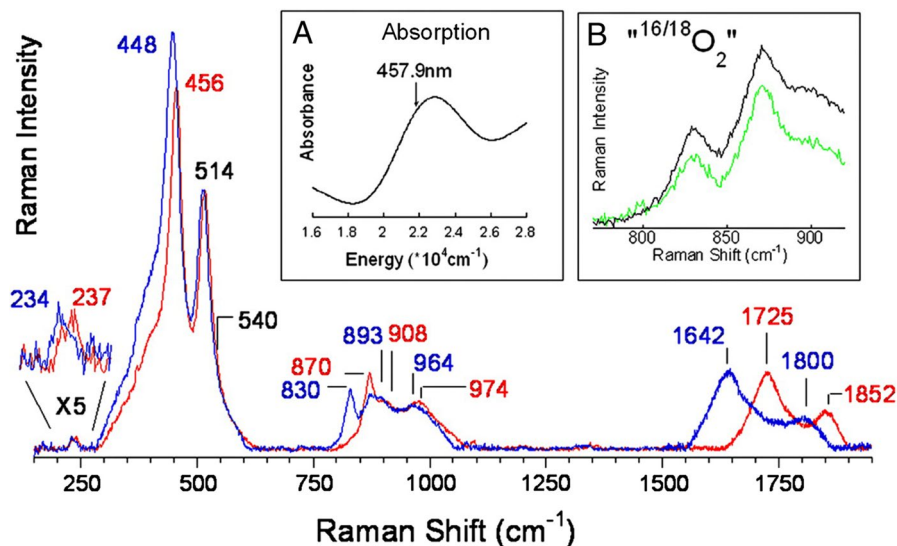 Raman Intensity
448
456
514
540
234
237
X5
870
830
893
908
964
974
1642
1725
1800
1852
250
500
750
1000
1250
1500
1750
Raman Shift (cm⁻¹)
A
Absorption
457.9nm
Absorbance
1.6 1.8 2 2.2 2.4 2.6 2.8
Energy (*10⁴cm⁻¹)
B
"¹⁶/¹⁸O₂"
Raman Intensity
800 850 900
Raman Shift (cm⁻¹)